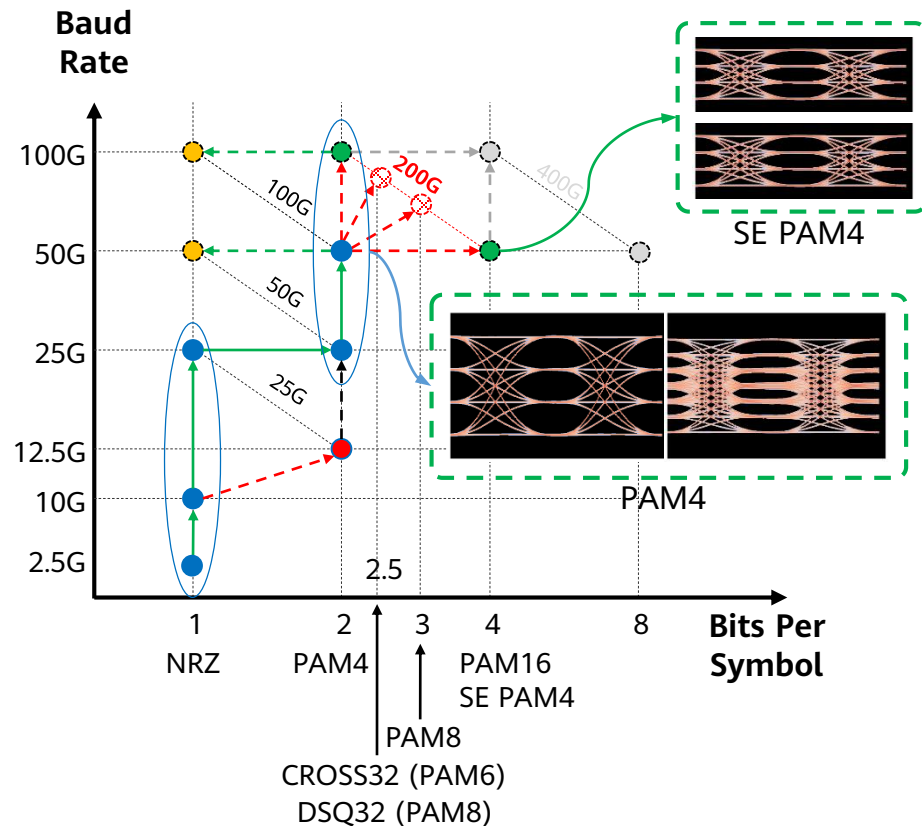 Baud
Rate
100G
50G
25G
12.5G
10G
2.5G
100G
50G
25G
200G
400G
SE PAM4
PAM4
2.5
1
2
3
4
8
NRZ
PAM4
PAM16
SE PAM4
Bits Per
Symbol
PAM8
CROSS32 (PAM6)
DSQ32 (PAM8)